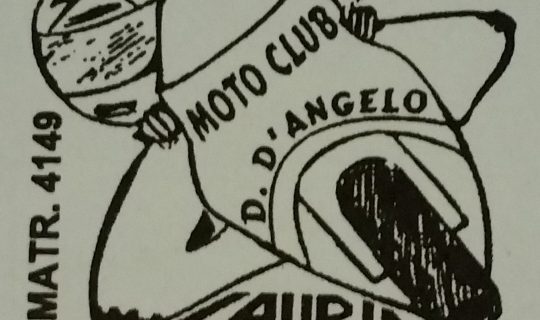 MOTO CLUB
D. D'ANGELO
MATR. 4149